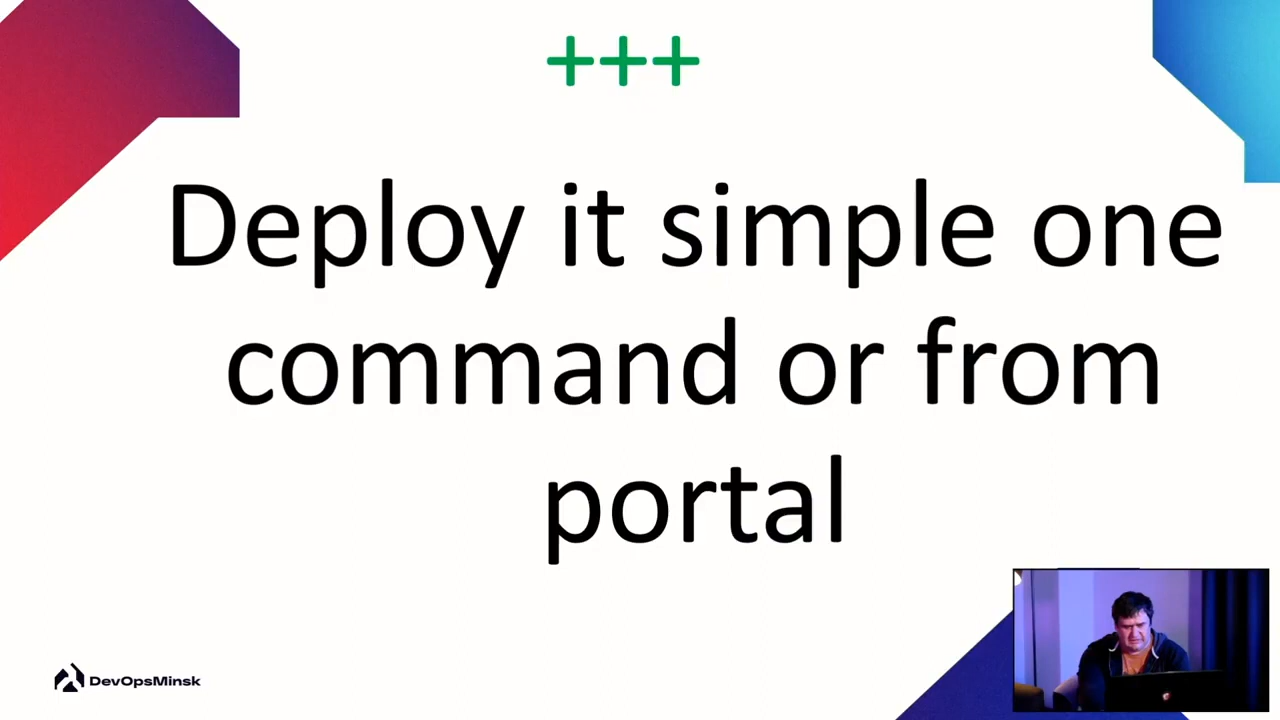 +++
Deploy it simple one
command or from
portal
DevOpsMinsk